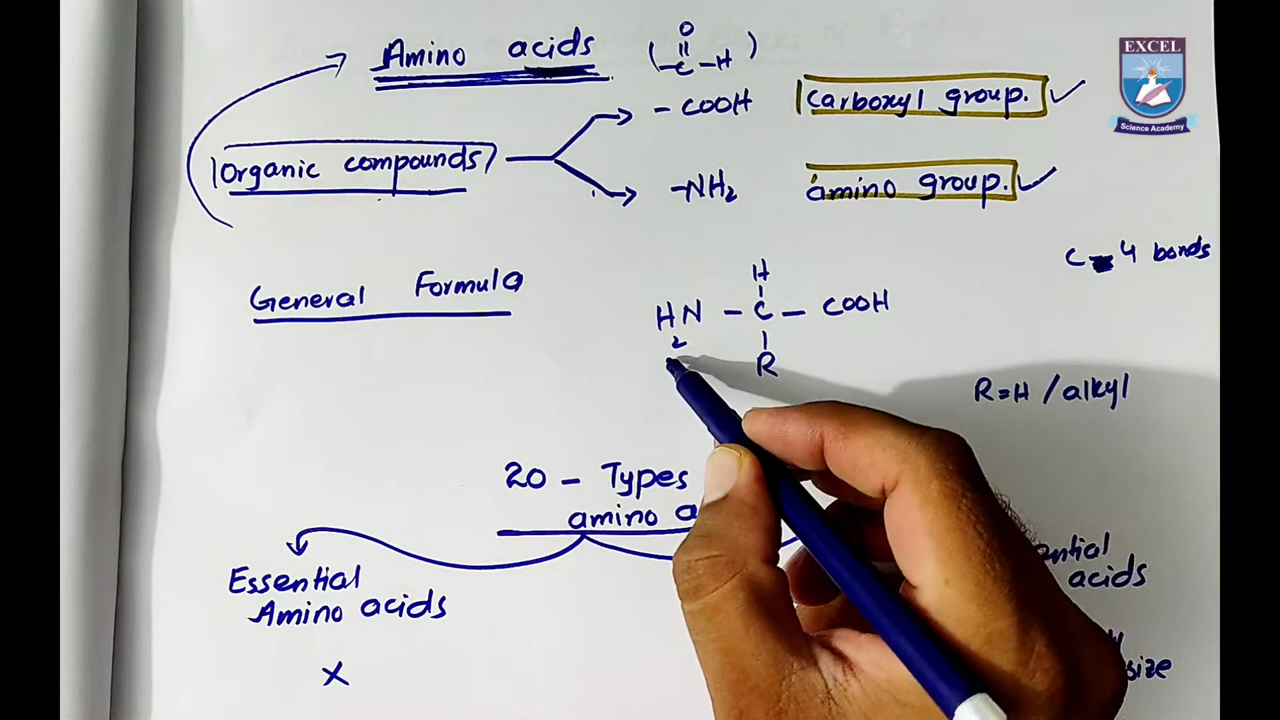 Amino acids
O
( || )
-C-H
- COOH
carboxyl group.
Organic compounds
-NH2
amino group.
C - 4 bonds
General Formula
H
H2N - C - COOH
R
R=H / alkyl
20 - Types
amino a
Essential
Amino acids
ential
acids
size
X
EXCEL
Science Academy